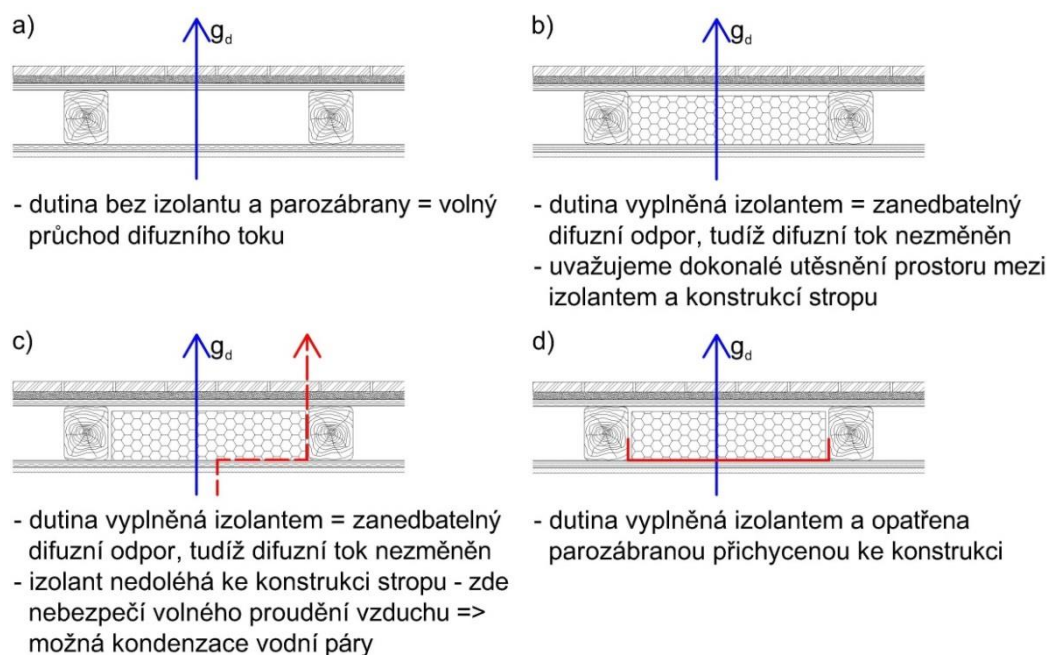 a)
g_d
- dutina bez izolantu a parozábrany = volný
průchod difuzního toku
b)
g_d
- dutina vyplněná izolantem = zanedbatelný
difuzní odpor, tudíž difuzní tok nezměněn
- uvažujeme dokonalé utěsnění prostoru mezi
izolantem a konstrukcí stropu
c)
g_d
- dutina vyplněná izolantem = zanedbatelný
difuzní odpor, tudíž difuzní tok nezměněn
- izolant nedoléhá ke konstrukci stropu - zde
nebezpečí volného proudění vzduchu =>
možná kondenzace vodní páry
d)
g_d
- dutina vyplněná izolantem a opatřena
parozábranou přichycenou ke konstrukci